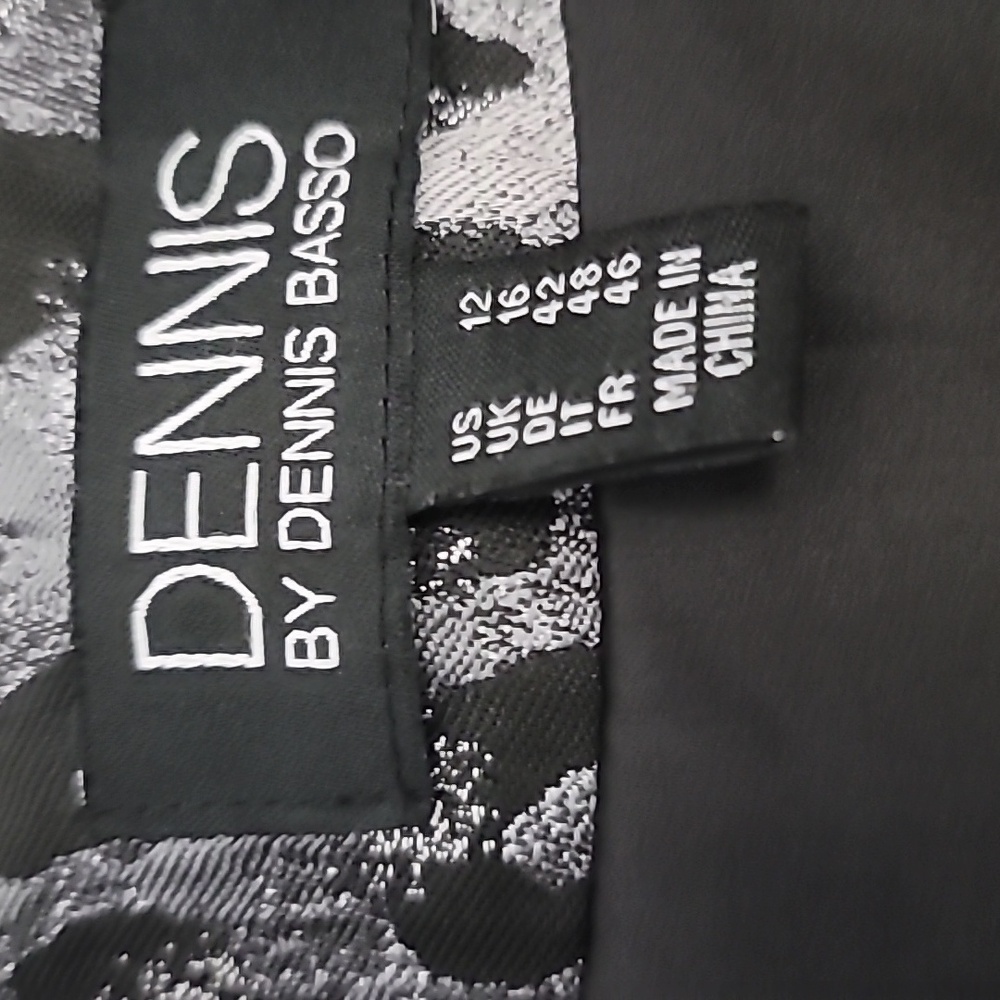 DENNIS
BY DENNIS BASSO
US 12
UK 16
DE 42
IT 48
FR 46
MADE IN
CHINA